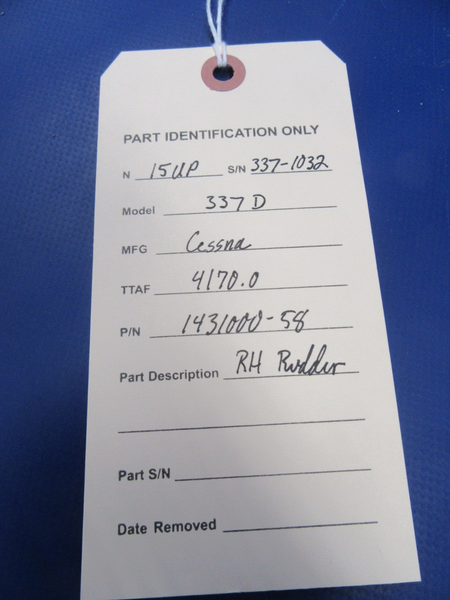 PART IDENTIFICATION ONLY
N 15UP S/N 337-1032
Model 337D
MFG Cessna
TTAF 4170.0
P/N 1431000-58
Part Description RH Rudder
Part S/N
Date Removed